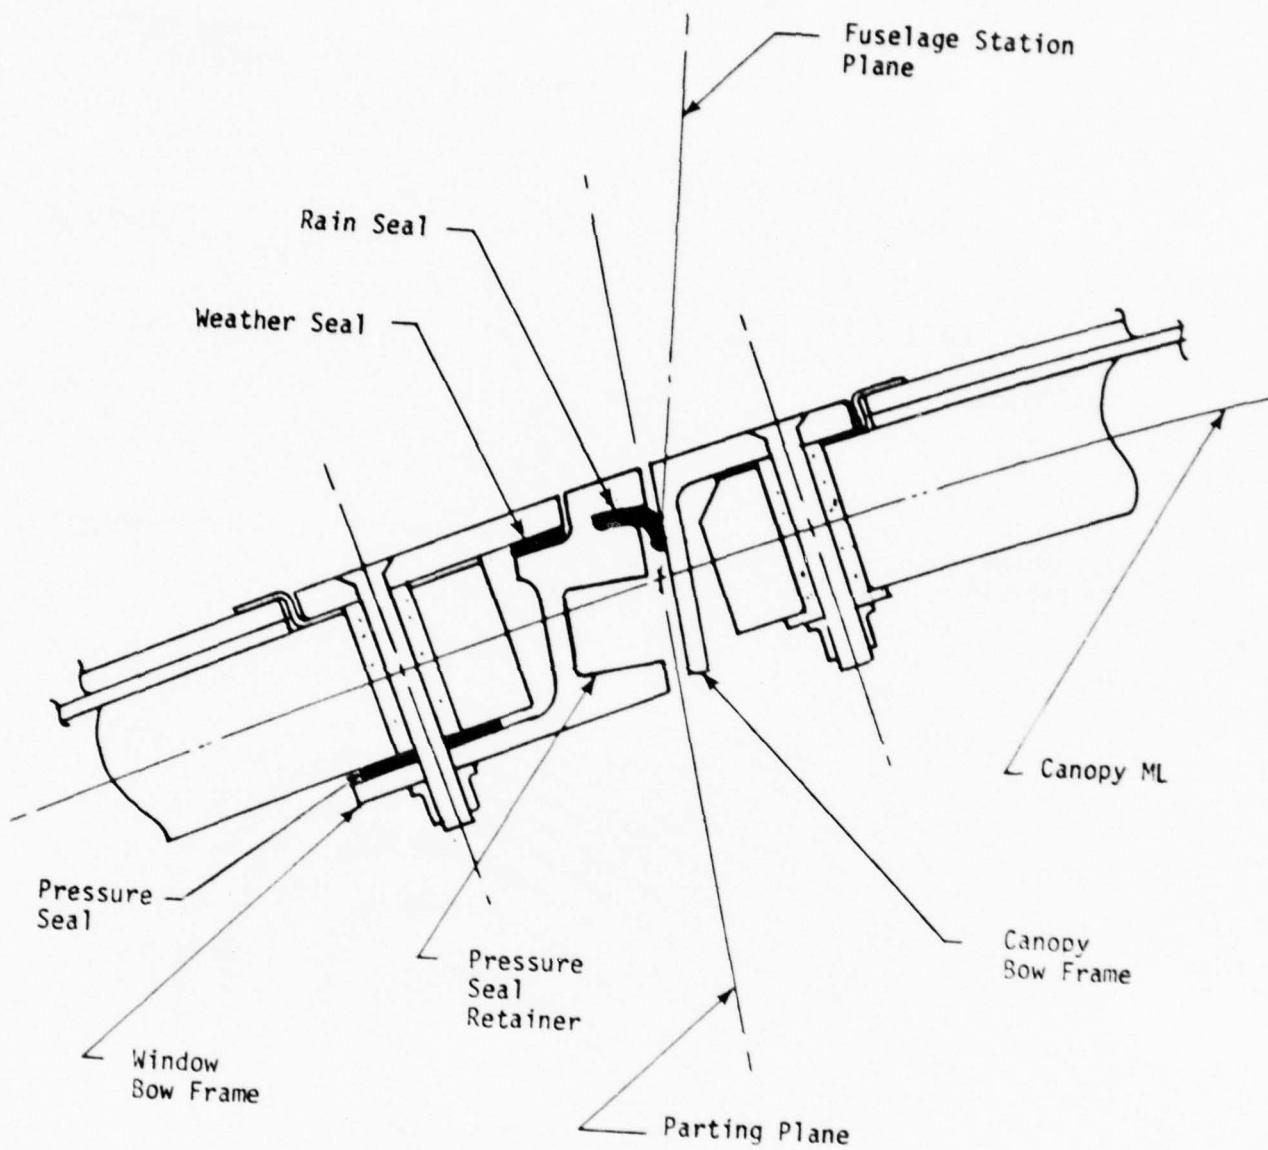 Fuselage Station
Plane
Rain Seal
Weather Seal
Canopy ML
Pressure
Seal
Canopy
Bow Frame
Pressure
Seal
Retainer
Window
Bow Frame
Parting Plane